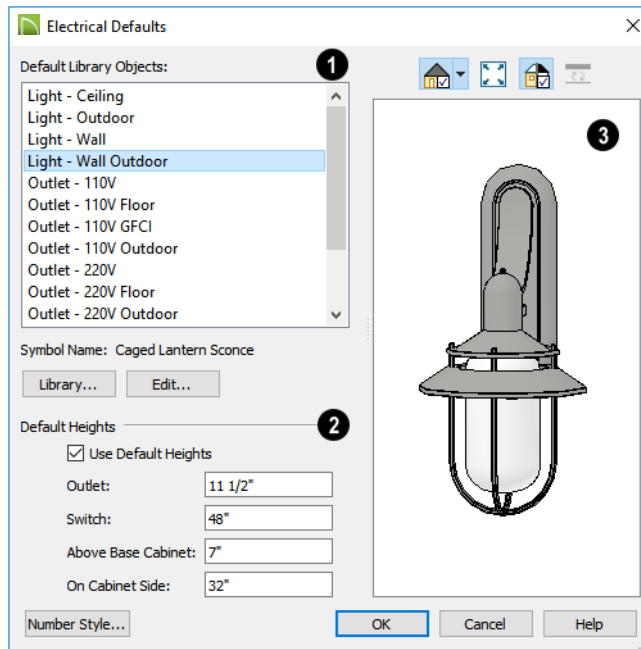 Electrical Defaults
Default Library Objects:
1
Light - Ceiling
Light - Outdoor
Light - Wall
Light - Wall Outdoor
Outlet - 110V
Outlet - 110V Floor
Outlet - 110V GFCI
Outlet - 110V Outdoor
Outlet - 220V
Outlet - 220V Floor
Outlet - 220V Outdoor
Symbol Name: Caged Lantern Sconce
Library...
Edit...
Default Heights
2
Use Default Heights
Outlet: 11 1/2"
Switch: 48"
Above Base Cabinet: 7"
On Cabinet Side: 32"
3
Number Style...
OK
Cancel
Help